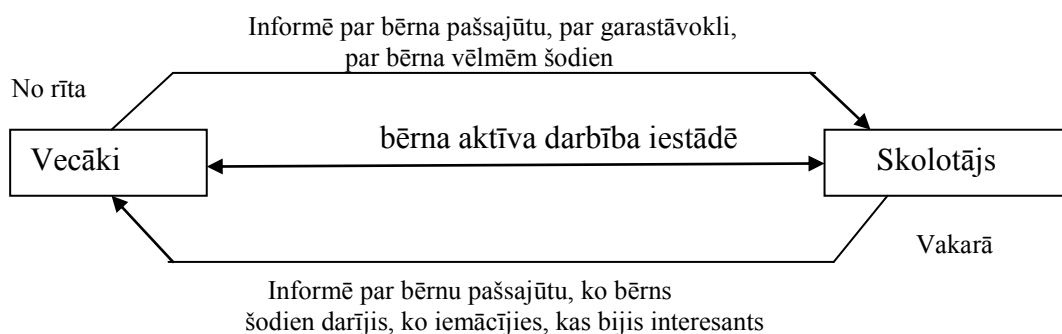 Informē par bērna pašsajūtu, par garastāvokli,
par bērna vēlmēm šodien
No rīta
bērna aktīva darbība iestādē
Vecāki
Skolotājs
Vakarā
Informē par bērnu pašsajūtu, ko bērns
šodien darījis, ko iemācījies, kas bijis interesants